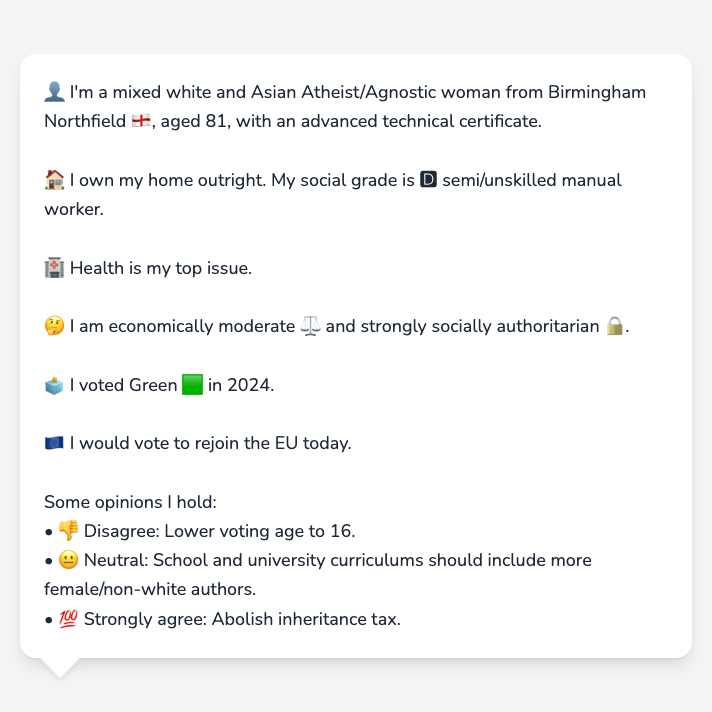 👤 I'm a mixed white and Asian Atheist/Agnostic woman from Birmingham
Northfield 🏴󠁧󠁢󠁥󠁮󠁧󠁿, aged 81, with an advanced technical certificate.
🏠 I own my home outright. My social grade is 🅳 semi/unskilled manual
worker.
🏥 Health is my top issue.
🤔 I am economically moderate ⚖️ and strongly socially authoritarian 🔒.
🗳️ I voted Green 🟩 in 2024.
🇪🇺 I would vote to rejoin the EU today.
Some opinions I hold:
• 👎 Disagree: Lower voting age to 16.
• 😐 Neutral: School and university curriculums should include more
female/non-white authors.
• 💯 Strongly agree: Abolish inheritance tax.